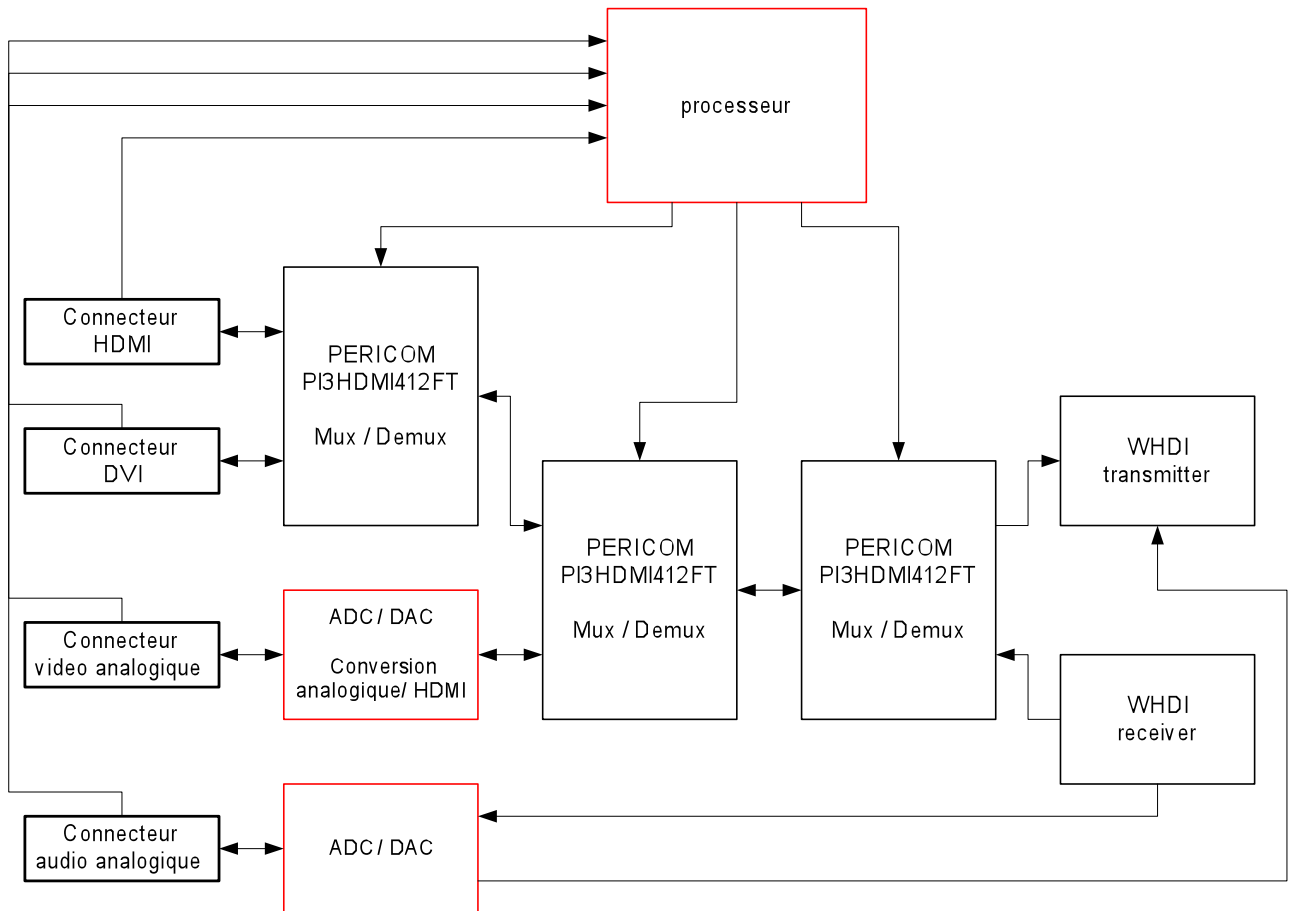 processeur
Connecteur
HDMI
PERICOM
PI3HDMI412FT
Mux / Demux
Connecteur
DVI
WHDI
transmitter
PERICOM
PI3HDMI412FT
Mux / Demux
PERICOM
PI3HDMI412FT
Mux / Demux
Connecteur
video analogique
ADC / DAC
Conversion
analogique/ HDMI
WHDI
receiver
Connecteur
audio analogique
ADC / DAC